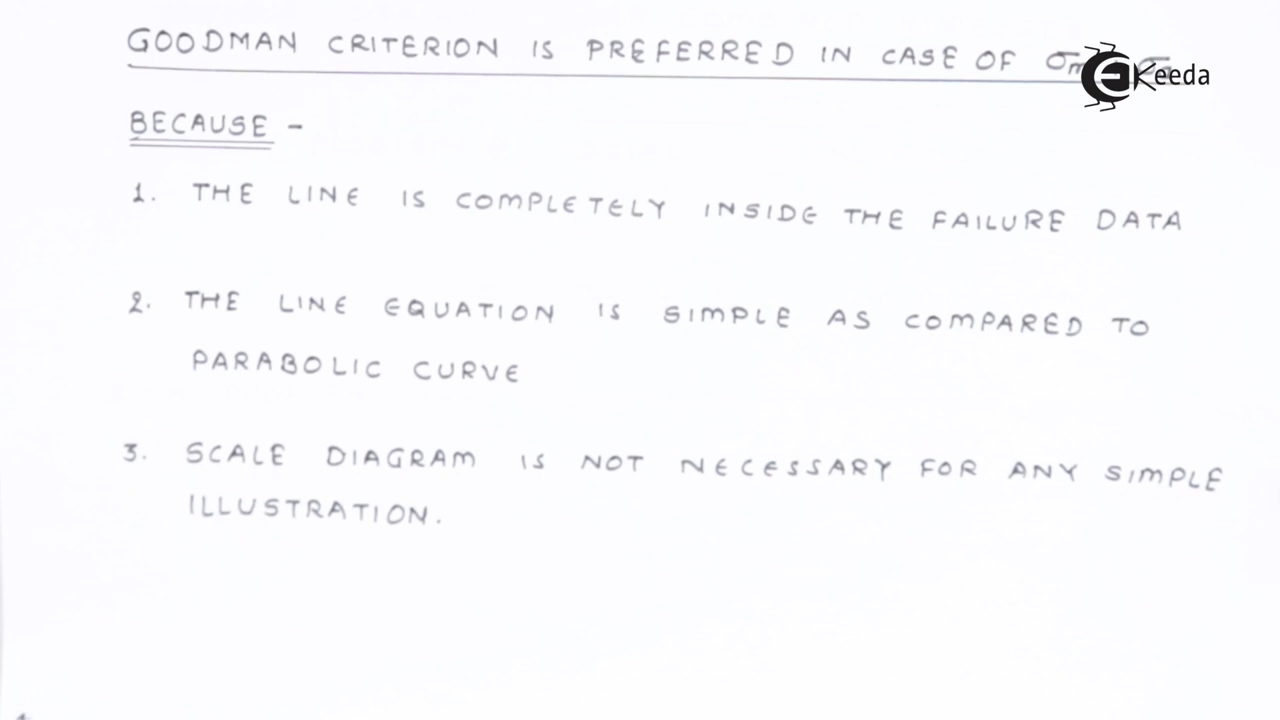 GOODMAN CRITERION IS PREFERRED IN CASE OF σm
Keeda
BECAUSE -
1. THE LINE IS COMPLETELY INSIDE THE FAILURE DATA
2. THE LINE EQUATION IS SIMPLE AS COMPARED TO
PARABOLIC CURVE
3. SCALE DIAGRAM IS NOT NECESSARY FOR ANY SIMPLE
ILLUSTRATION.